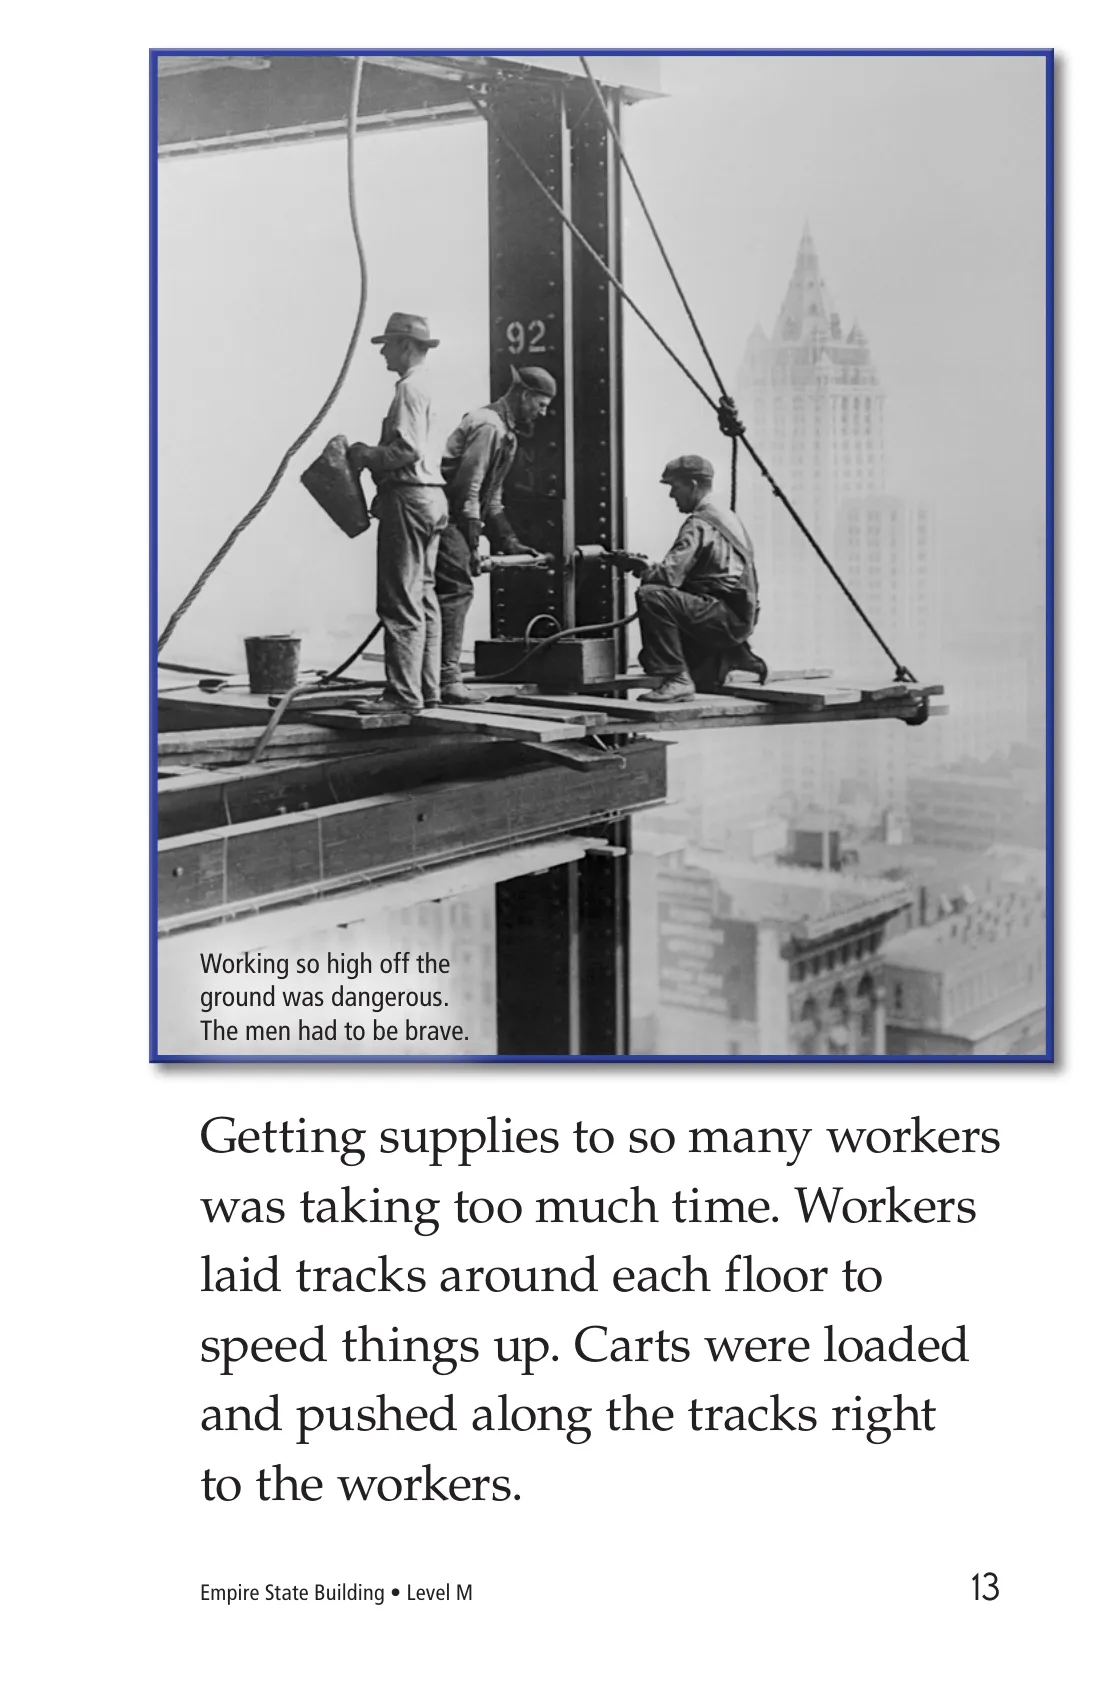 92
Working so high off the
ground was dangerous.
The men had to be brave.
Getting supplies to so many workers
was taking too much time. Workers
laid tracks around each floor to
speed things up. Carts were loaded
and pushed along the tracks right
to the workers.
Empire State Building • Level M
13